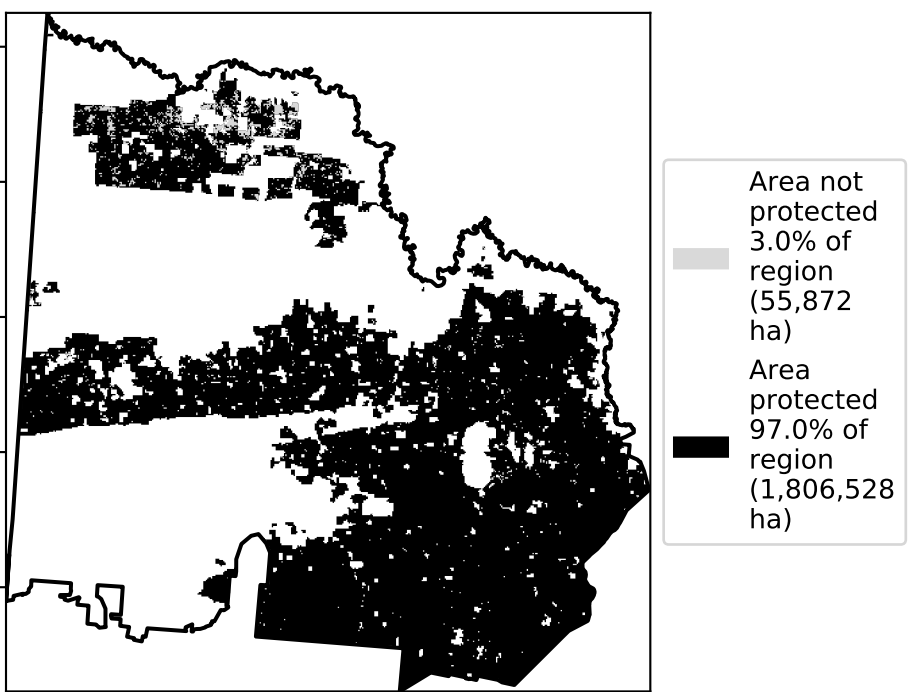 Area not
protected
3.0% of
region
(55,872
ha)
Area
protected
97.0% of
region
(1,806,528
ha)